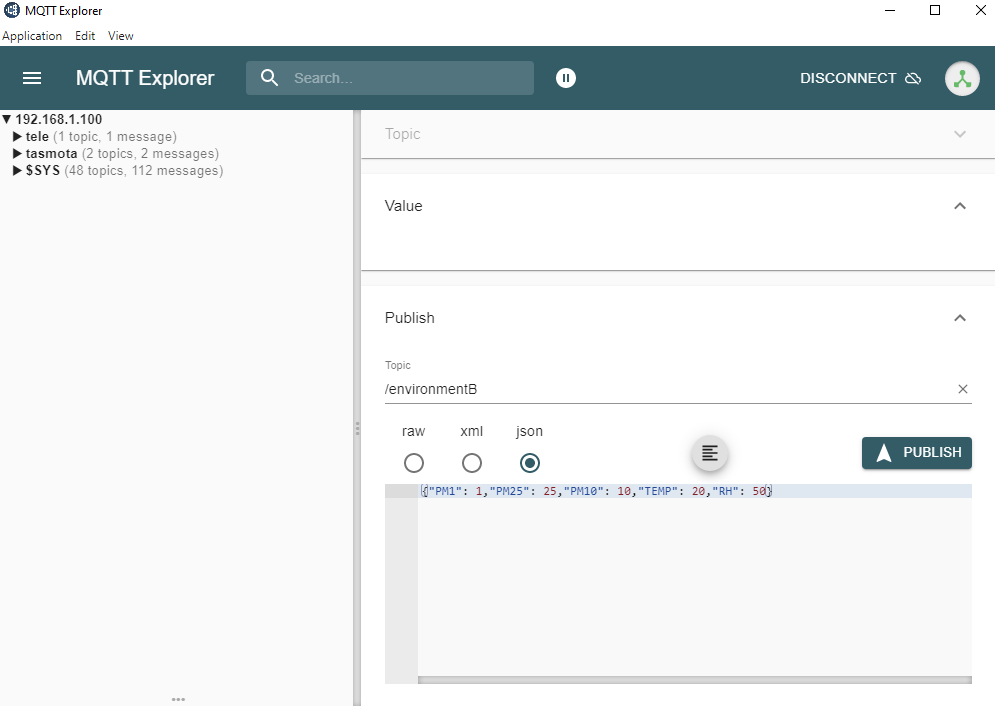 MQTT Explorer
Application Edit View
MQTT Explorer Search... DISCONNECT
▼ 192.168.1.100
▶ tele (1 topic, 1 message)
▶ tasmota (2 topics, 2 messages)
▶ $SYS (48 topics, 112 messages)
Topic
Value
Publish
Topic
/environmentB
raw xml json
PUBLISH
{"PM1": 1,"PM25": 25,"PM10": 10,"TEMP": 20,"RH": 50}